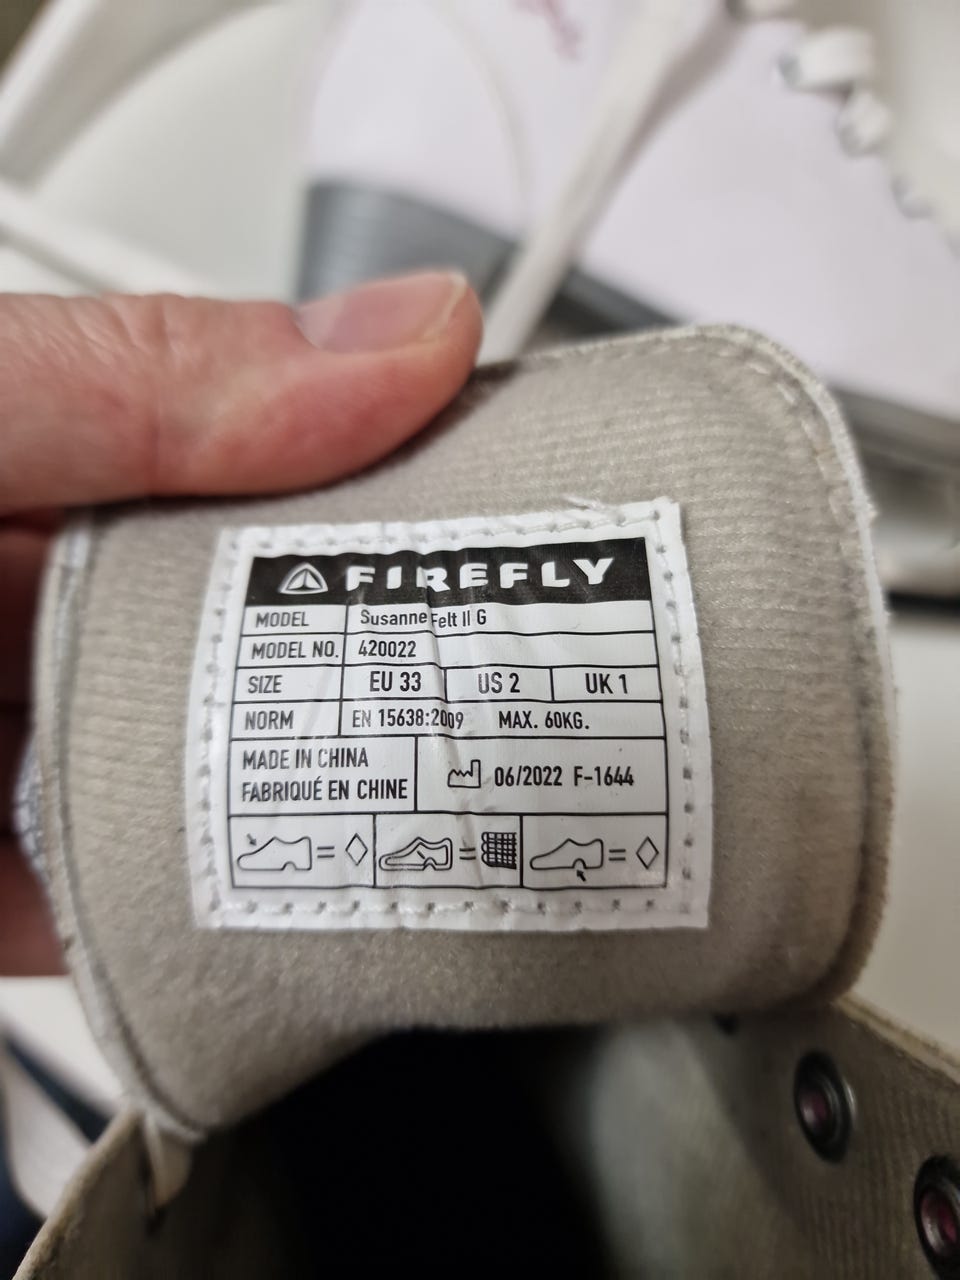 FIREFLY
MODEL Susanne Felt II G
MODEL NO. 420022
SIZE EU 33 US 2 UK 1
NORM EN 15638:2009 MAX. 60KG.
MADE IN CHINA
FABRIQUÉ EN CHINE
06/2022 F-1644
= =  =